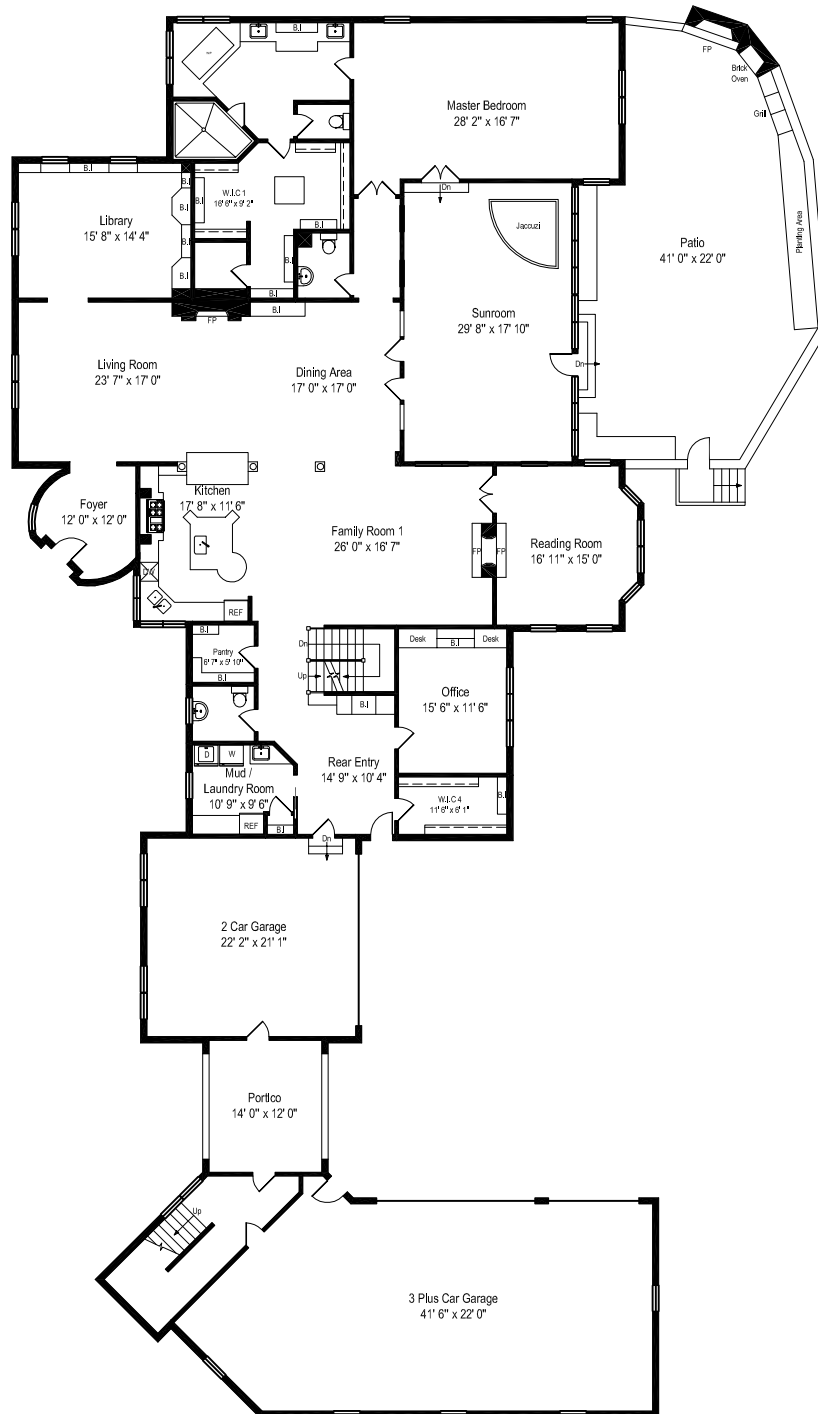 B.I
FP
Brick
Oven
Grill
Master Bedroom
28' 2" x 16' 7"
Dn
B.I
B.I
W.I.C 1
16' 6" x 9' 2"
B.I
B.I
B.I
Library
15' 8" x 14' 4"
Jaccuzi
Planting Area
Patio
41' 0" x 22' 0"
B.I
B.I
B.I
B.I
B.I
FP
B.I
Sunroom
29' 8" x 17' 10"
Living Room
23' 7" x 17' 0"
Dining Area
17' 0" x 17' 0"
Dn
Kitchen
17' 8" x 11' 6"
Foyer
12' 0" x 12' 0"
Family Room 1
26' 0" x 16' 7"
FP
FP
Reading Room
16' 11" x 15' 0"
REF
B.I
Pantry
6' 7" x 5' 10"
B.I
Dn
Up
B.I
Desk
B.I
Desk
Office
15' 6" x 11' 6"
D
W
Mud /
Laundry Room
10' 9" x 9' 6"
REF
B.I
Rear Entry
14' 9" x 10' 4"
W.I.C 4
11' 6" x 6' 1"
B.I
Dn
2 Car Garage
22' 2" x 21' 1"
Portico
14' 0" x 12' 0"
Up
3 Plus Car Garage
41' 6" x 22' 0"